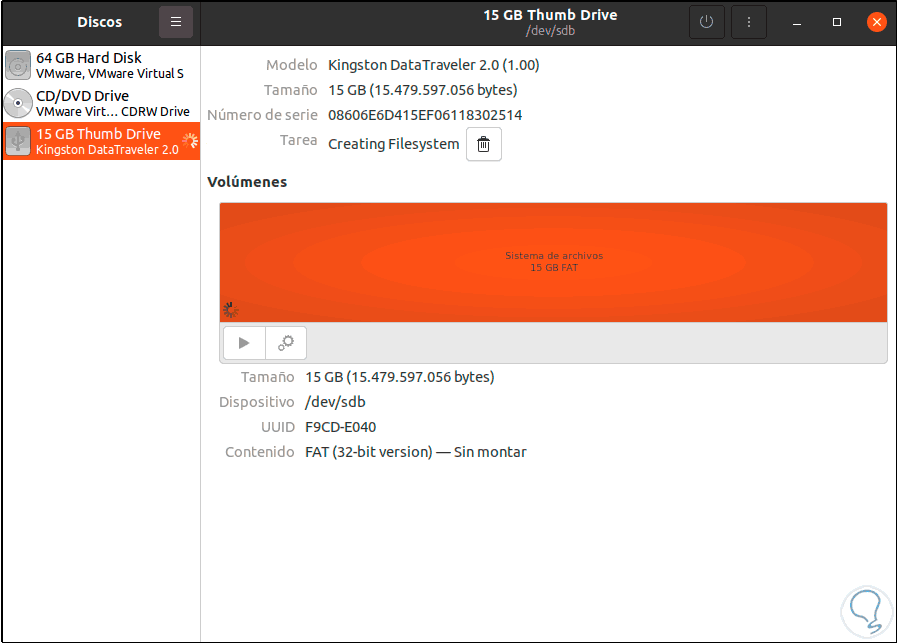 Discos
15 GB Thumb Drive
/dev/sdb
64 GB Hard Disk
VMware, VMware Virtual S
CD/DVD Drive
VMware Virt... CDRW Drive
15 GB Thumb Drive
Kingston DataTraveler 2.0
Modelo Kingston DataTraveler 2.0 (1.00)
Tamaño 15 GB (15.479.597.056 bytes)
Número de serie 08606E6D415EF06118302514
Tarea Creating Filesystem
Volúmenes
Sistema de archivos
15 GB FAT
Tamaño 15 GB (15.479.597.056 bytes)
Dispositivo /dev/sdb
UUID F9CD-E040
Contenido FAT (32-bit version) — Sin montar